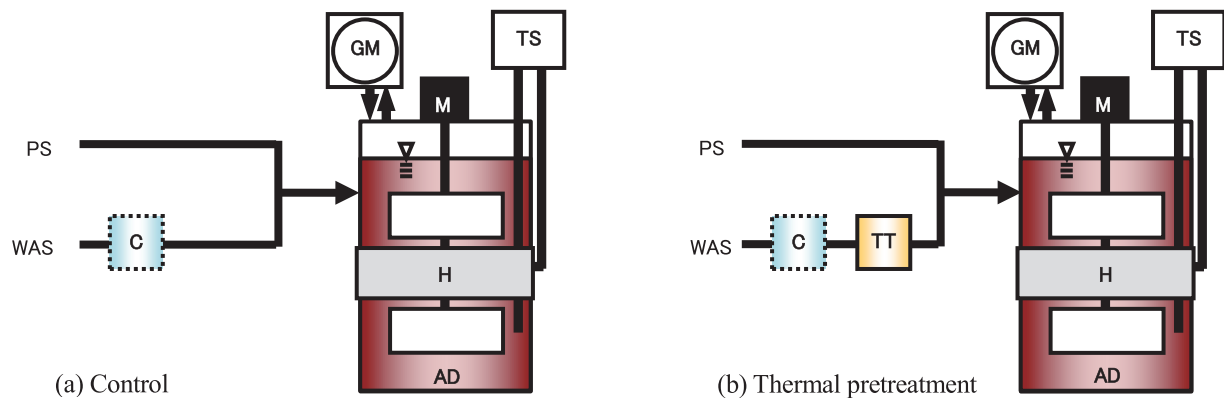 GM
TS
M
PS
WAS
C
H
AD
(a) Control
GM
TS
M
PS
WAS
C
TT
H
AD
(b) Thermal pretreatment